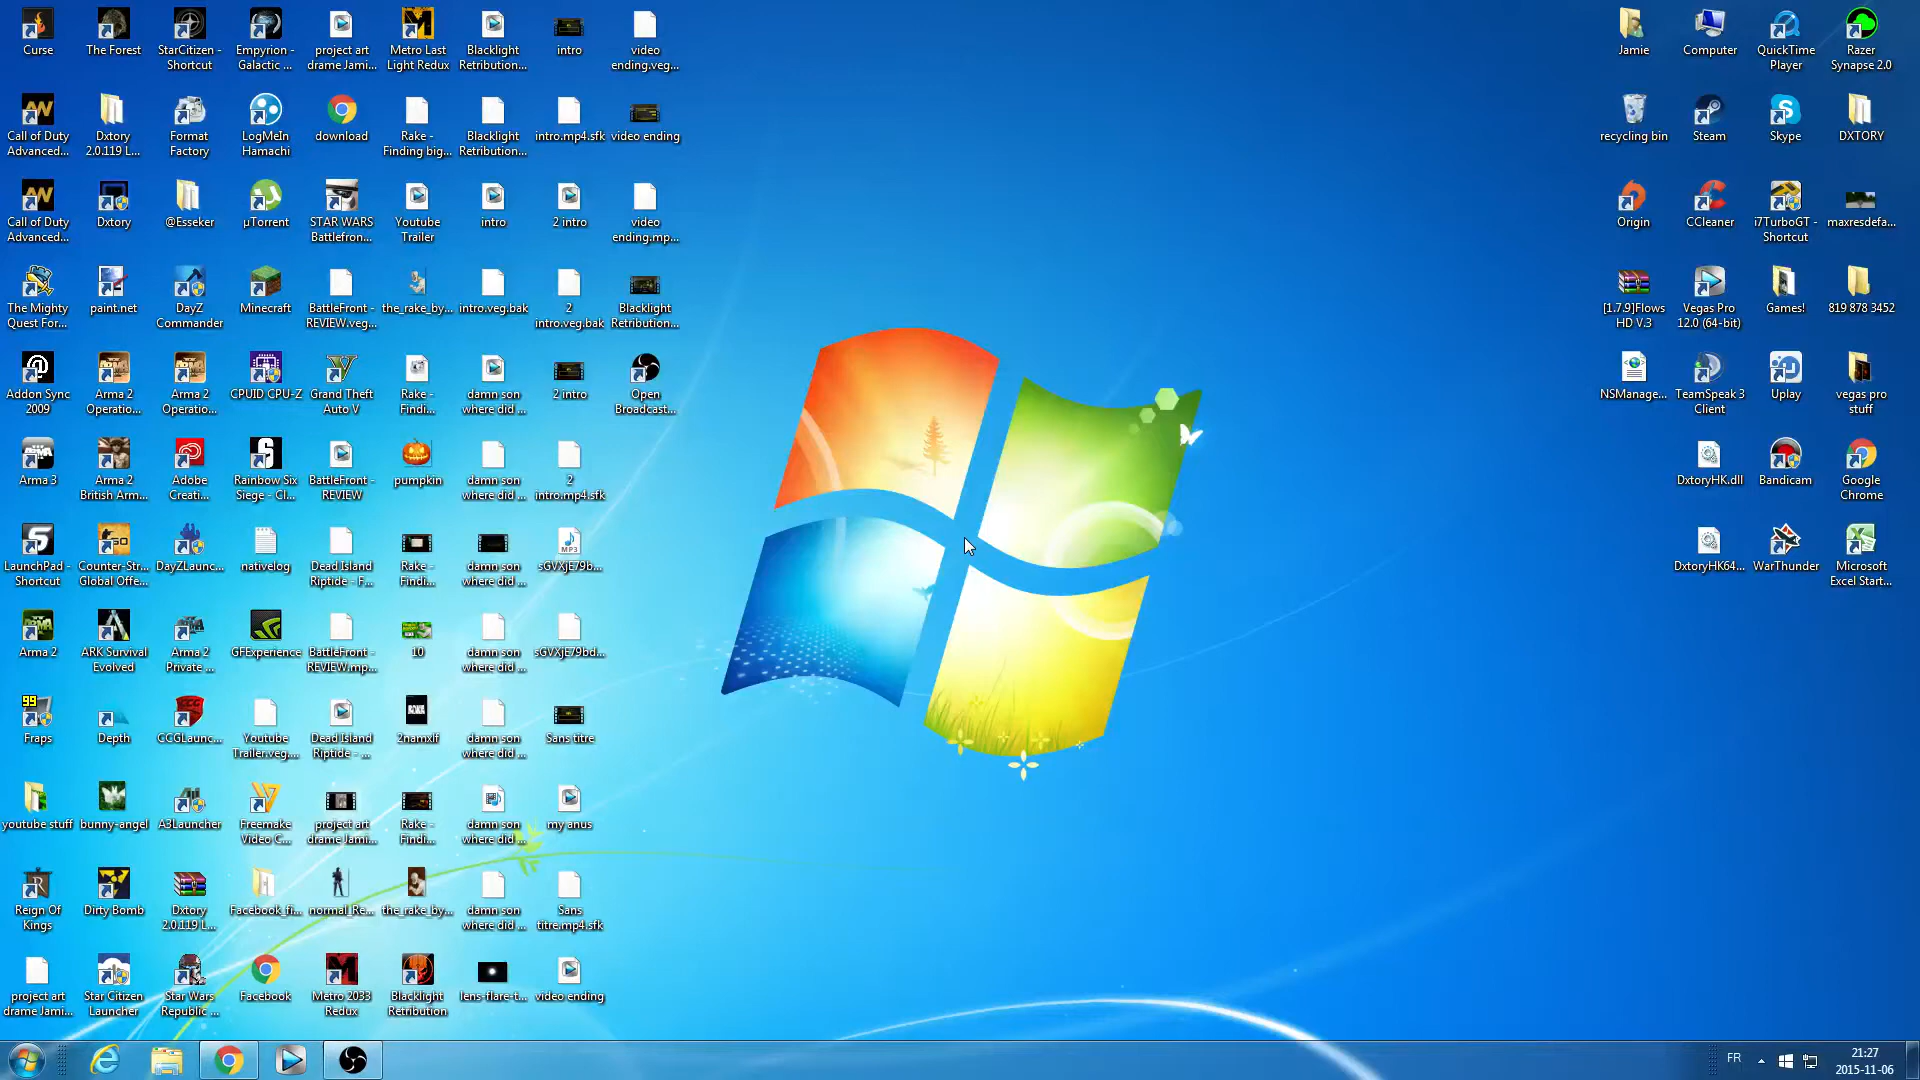 Curse
The Forest
StarCitizen -
Shortcut
Empyrion -
Galactic ...
project art
drame Jami...
Metro Last
Light Redux
Blacklight
Retribution...
intro
video
ending.veg...
Jamie
Computer
QuickTime
Player
Razer
Synapse 2.0
Call of Duty
Advanced...
Dxtory
2.0.119 L...
Format
Factory
LogMeIn
Hamachi
download
Rake -
Finding big...
Blacklight
Retribution...
intro.mp4.sfk
video ending
recycling bin
Steam
Skype
DXTORY
Call of Duty
Advanced...
Dxtory
@Esseker
µTorrent
STAR WARS
Battlefron...
Youtube
Trailer
intro
2 intro
video
ending.mp...
Origin
CCleaner
i7TurboGT -
Shortcut
maxresdefa...
The Mighty
Quest For...
paint.net
DayZ
Commander
Minecraft
BattleFront -
REVIEW.veg...
the_rake_by...
intro.veg.bak
2
intro.veg.bak
Blacklight
Retribution...
[1.7.9]Flows
HD V.3
Vegas Pro
12.0 (64-bit)
Games!
819 878 3452
Addon Sync
2009
Arma 2
Operatio...
Arma 2
Operatio...
CPUID CPU-Z
Grand Theft
Auto V
Rake -
Findi...
damn son
where did ...
2 intro
Open
Broadcast...
NSManage...
TeamSpeak 3
Client
Uplay
vegas pro
stuff
Arma 3
Arma 2
British Arm...
Adobe
Creati...
Rainbow Six
Siege - Cl...
BattleFront -
REVIEW
pumpkin
damn son
where did ...
2
intro.mp4.sfk
DxtoryHK.dll
Bandicam
Google
Chrome
LaunchPad -
Shortcut
Counter-Str...
Global Offe...
DayZLaunc...
nativelog
Dead Island
Riptide - F...
Rake -
Findi...
damn son
where did ...
MP3
sGVXjE79b...
DxtoryHK64...
WarThunder
Microsoft
Excel Start...
Arma 2
ARK Survival
Evolved
Arma 2
Private ...
GFExperience
BattleFront -
REVIEW.mp...
10
damn son
where did ...
sGVXjE79bd...
99
Fraps
Depth
CCGLaunc...
Youtube
Trailer.veg....
Dead Island
Riptide - ...
2namxlf
damn son
where did ...
Sans titre
youtube stuff
bunny-angel
A3Launcher
Freemake
Video C...
project art
drame Jami...
Rake -
Findi...
damn son
where did ...
my anus
Reign Of
Kings
Dirty Bomb
Dxtory
2.0.119 L...
Facebook_fi...
normal_Re...
the_rake_by...
damn son
where did ...
Sans
titre.mp4.sfk
project art
drame Jami...
Star Citizen
Launcher
Star Wars
Republic ...
Facebook
Metro 2033
Redux
Blacklight
Retribution
lens-flare-t...
video ending
FR
21:27
2015-11-06